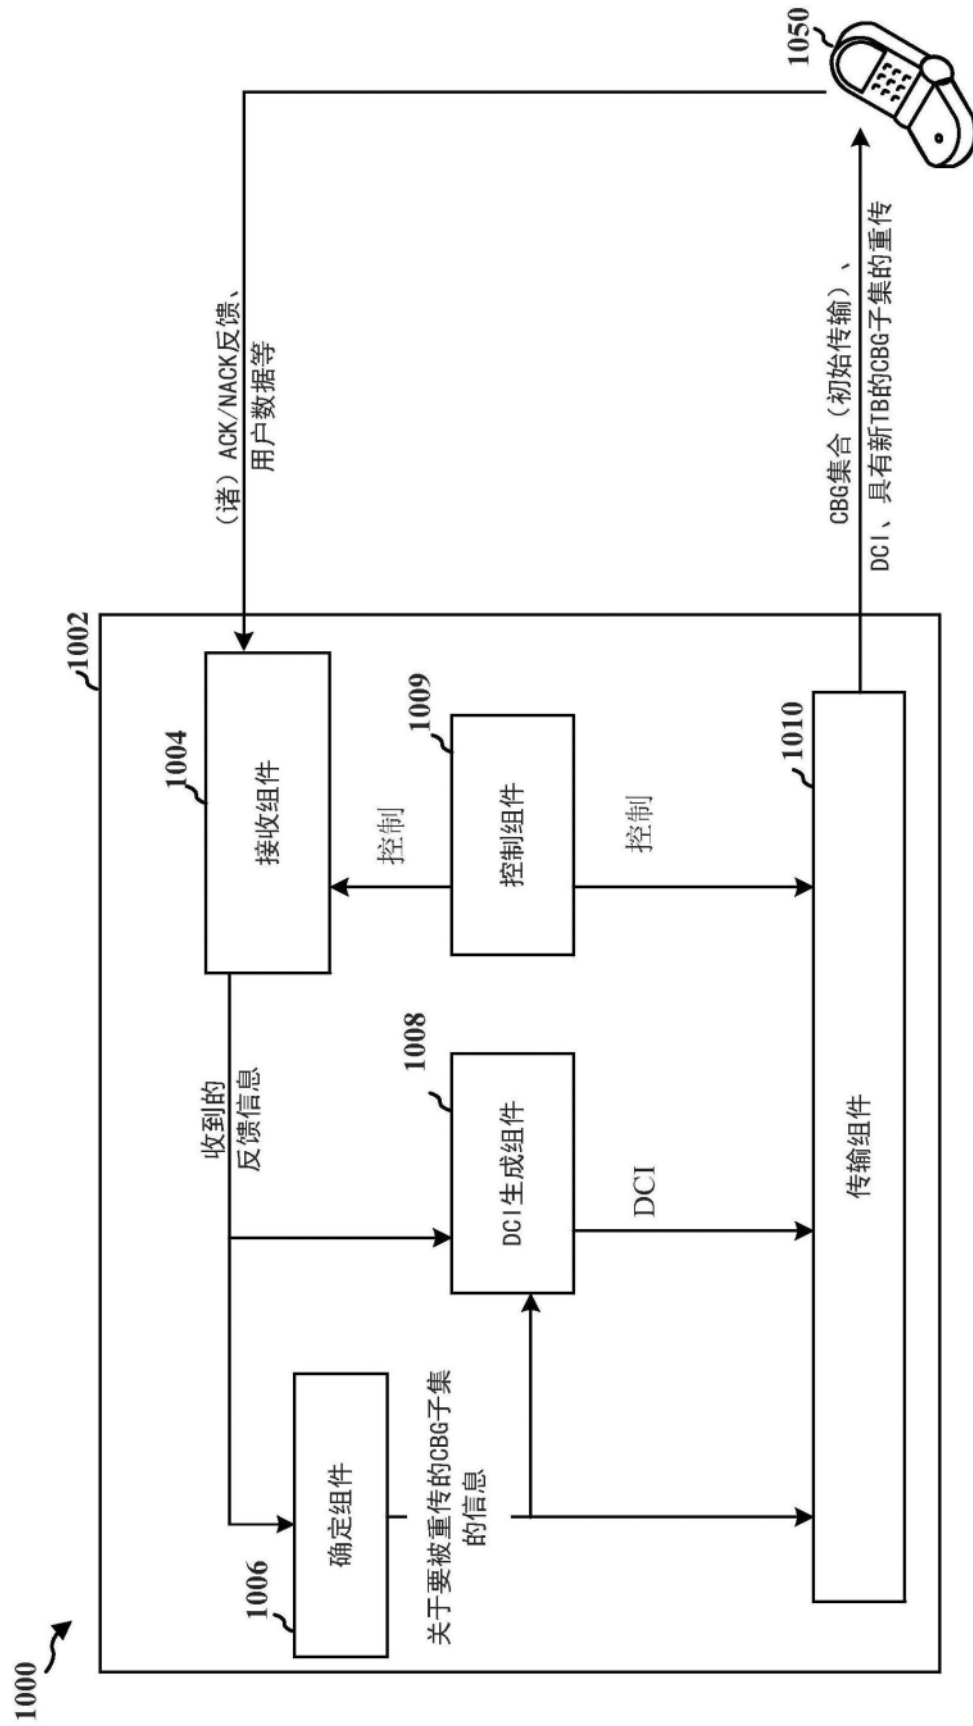 1000
1002
1004
接收组件
(诸) ACK/NACK反馈、
用户数据等
1050
收到的
反馈信息
控制
1006
确定组件
1008
DCI生成组件
1009
控制组件
关于要被重传的CBG子集
的信息
DCI
控制
1010
传输组件
CBG集合 (初始传输) 、
DCI、具有新TB的CBG子集的重传